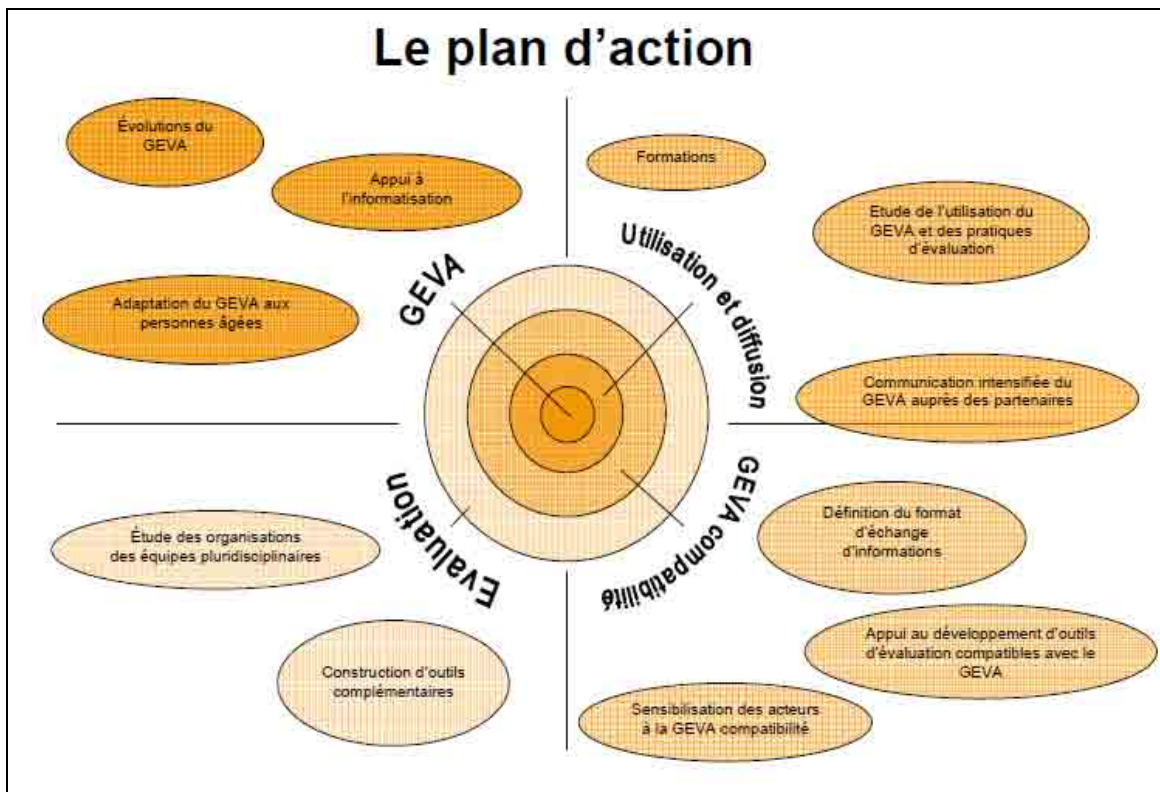 Le plan d'action
Évolutions du
GEVA
Appui à
l'informatisation
Adaptation du GEVA aux
personnes âgées
GEVA
Formations
Etude de l'utilisation du
GEVA et des pratiques
d'évaluation
Communication intensifiée du
GEVA auprès des partenaires
Utilisation et diffusion
Étude des organisations
des équipes pluridisciplinaires
Construction d'outils
complémentaires
Evaluation
GEVA compatibilité
Définition du format
d'échange
d'informations
Appui au développement d'outils
d'évaluation compatibles avec le
GEVA
Sensibilisation des acteurs
à la GEVA compatibilité